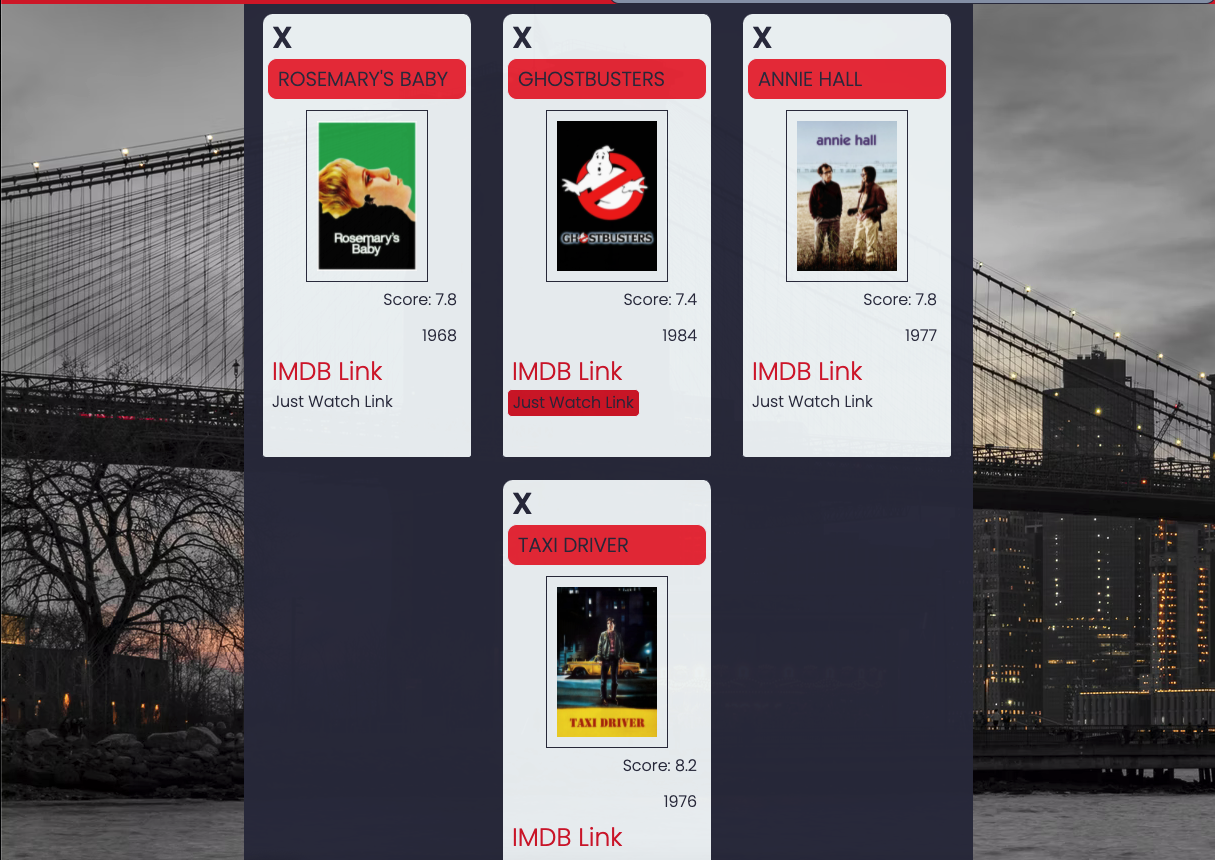 X
ROSEMARY'S BABY
Rosemary's
Baby
Score: 7.8
1968
IMDB Link
Just Watch Link
X
GHOSTBUSTERS
GHOSTBUSTERS
Score: 7.4
1984
IMDB Link
Just Watch Link
X
ANNIE HALL
annie hall
Score: 7.8
1977
IMDB Link
Just Watch Link
X
TAXI DRIVER
TAXI DRIVER
Score: 8.2
1976
IMDB Link